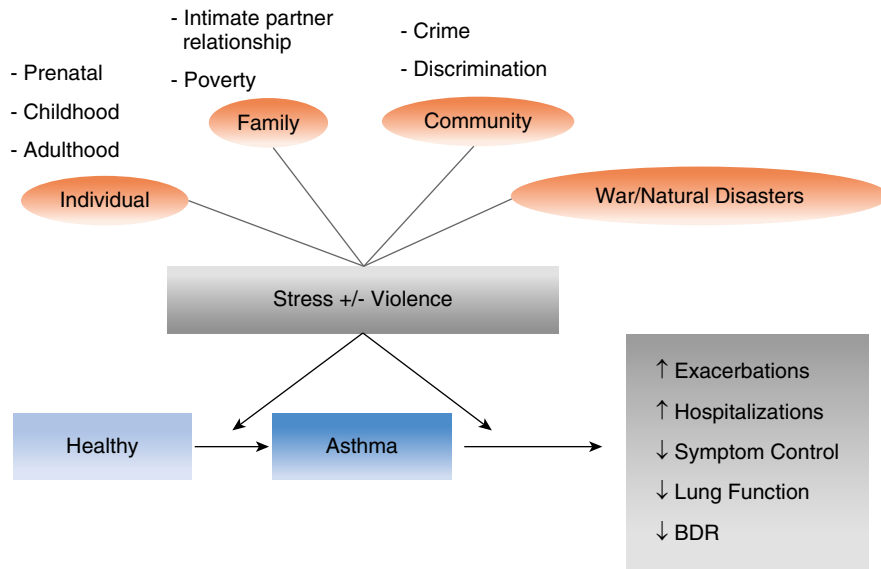 - Prenatal
- Childhood
- Adulthood
Individual
- Intimate partner
relationship
- Poverty
Family
- Crime
- Discrimination
Community
War/Natural Disasters
Stress +/- Violence
Healthy
Asthma
↑ Exacerbations
↑ Hospitalizations
↓ Symptom Control
↓ Lung Function
↓ BDR